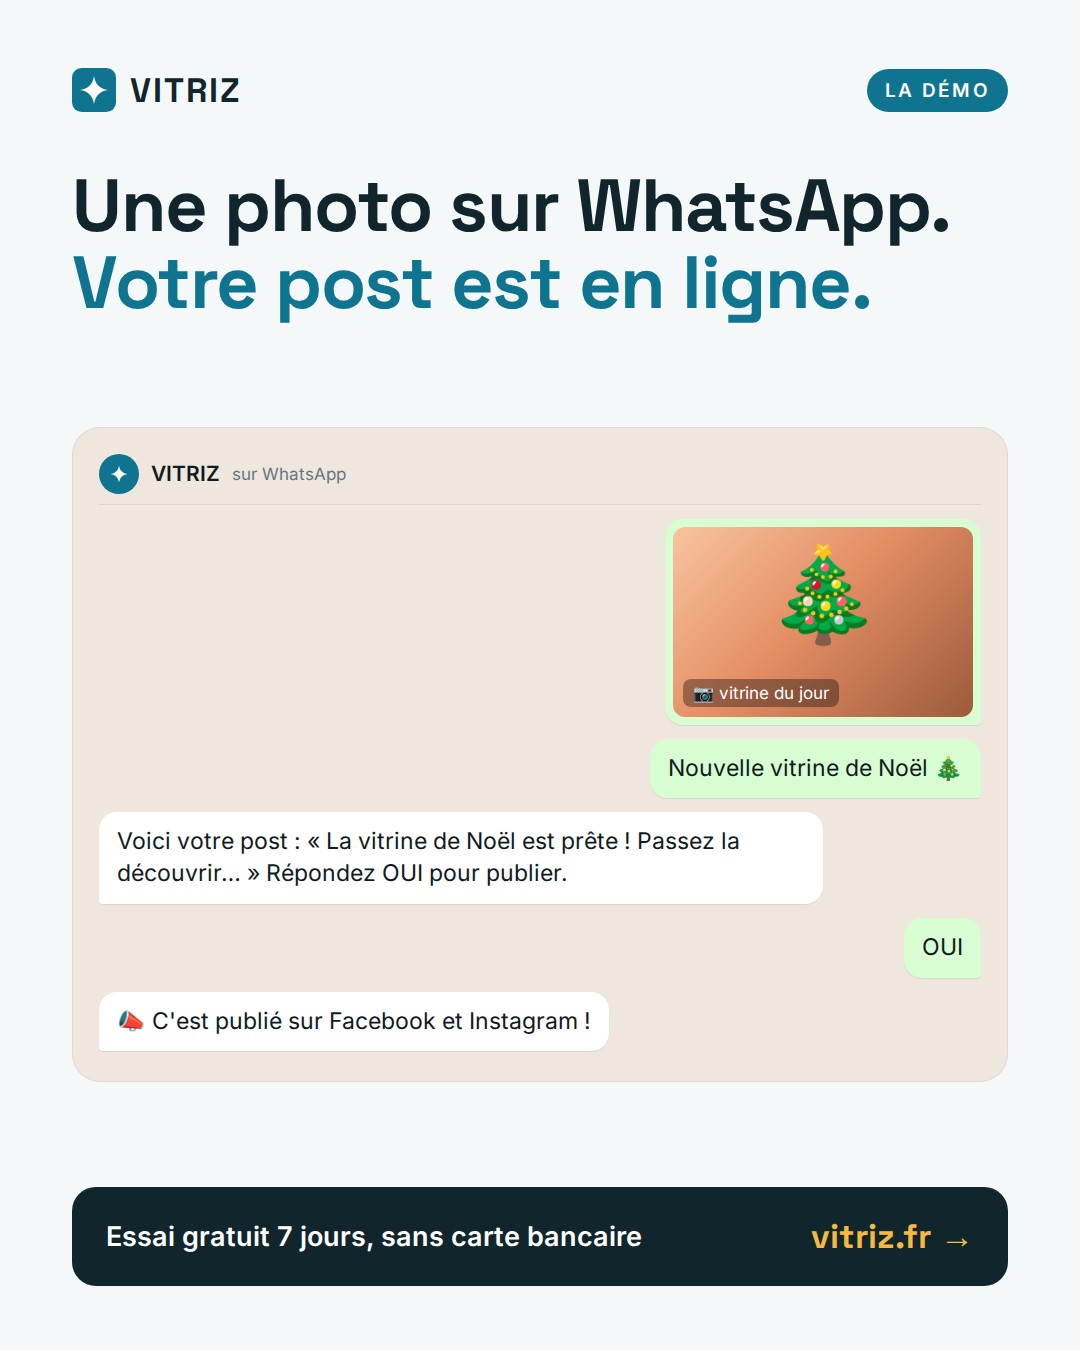 VITRIZ
LA DÉMO
Une photo sur WhatsApp.
Votre post est en ligne.
VITRIZ sur WhatsApp
📷 vitrine du jour
Nouvelle vitrine de Noël 🎄
Voici votre post : « La vitrine de Noël est prête ! Passez la
découvrir... » Répondez OUI pour publier.
OUI
📣 C'est publié sur Facebook et Instagram !
Essai gratuit 7 jours, sans carte bancaire
vitriz.fr →